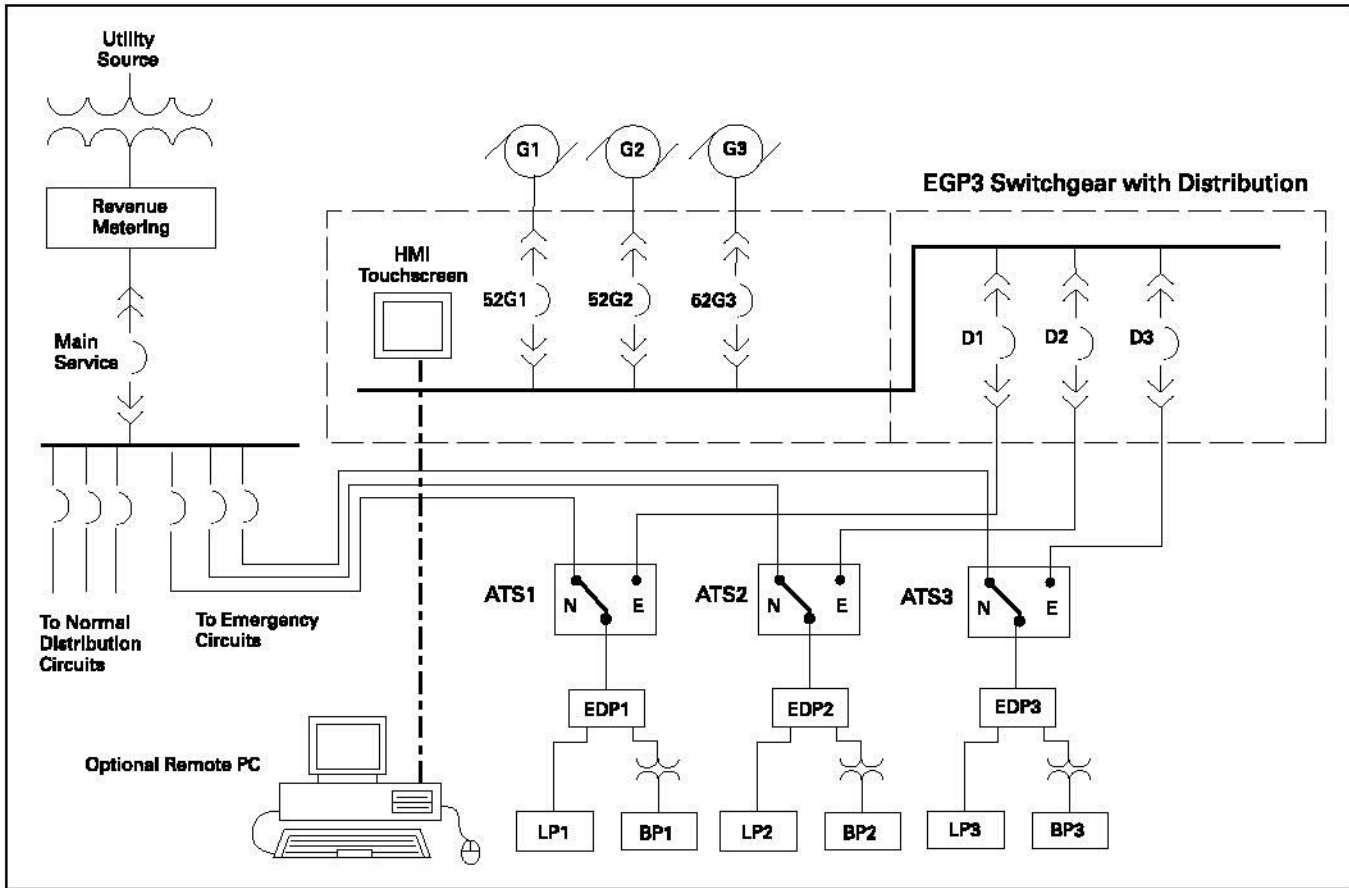 Utility
Source
Revenue
Metering
Main
Service
To Normal
Distribution
Circuits
To Emergency
Circuits
G1
G2
G3
EGP3 Switchgear with Distribution
HMI
Touchscreen
52G1
52G2
52G3
D1
D2
D3
ATS1
N
E
ATS2
N
E
ATS3
N
E
EDP1
EDP2
EDP3
Optional Remote PC
LP1
BP1
LP2
BP2
LP3
BP3